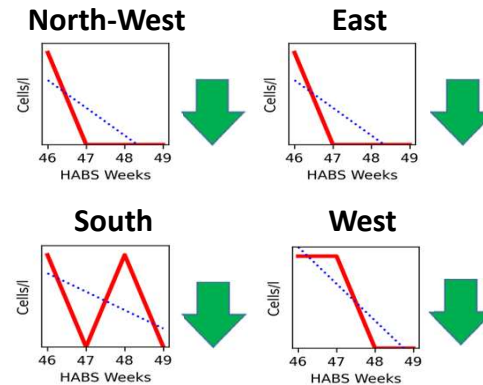 North-West
Cells/l
46 47 48 49
HABS Weeks
East
Cells/l
46 47 48 49
HABS Weeks
South
Cells/l
46 47 48 49
HABS Weeks
West
Cells/l
46 47 48 49
HABS Weeks